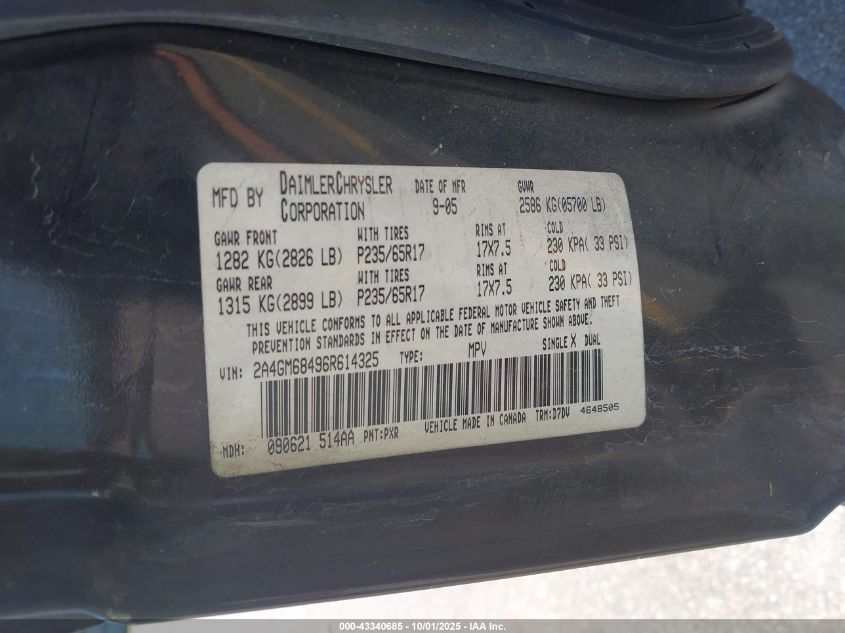 MFD BY DAIMLERCHRYSLER CORPORATION DATE OF MFR 9-05 GVWR 2586 KG(05700 LB)
GAWR FRONT WITH TIRES RIMS AT COLD
1282 KG(2826 LB) P235/65R17 17X7.5 230 KPA( 33 PSI)
GAWR REAR WITH TIRES RIMS AT COLD
1315 KG(2899 LB) P235/65R17 17X7.5 230 KPA( 33 PSI)
THIS VEHICLE CONFORMS TO ALL APPLICABLE FEDERAL MOTOR VEHICLE SAFETY AND THEFT
PREVENTION STANDARDS IN EFFECT ON THE DATE OF MANUFACTURE SHOWN ABOVE.
VIN: 2A4GM68496R614325 TYPE: MPV SINGLE X DUAL
MDH: 090621 514AA PNT:PXR VEHICLE MADE IN CANADA TRM:D7DV 4648505
000-43340685 - 10/01/2025 - IAA Inc.